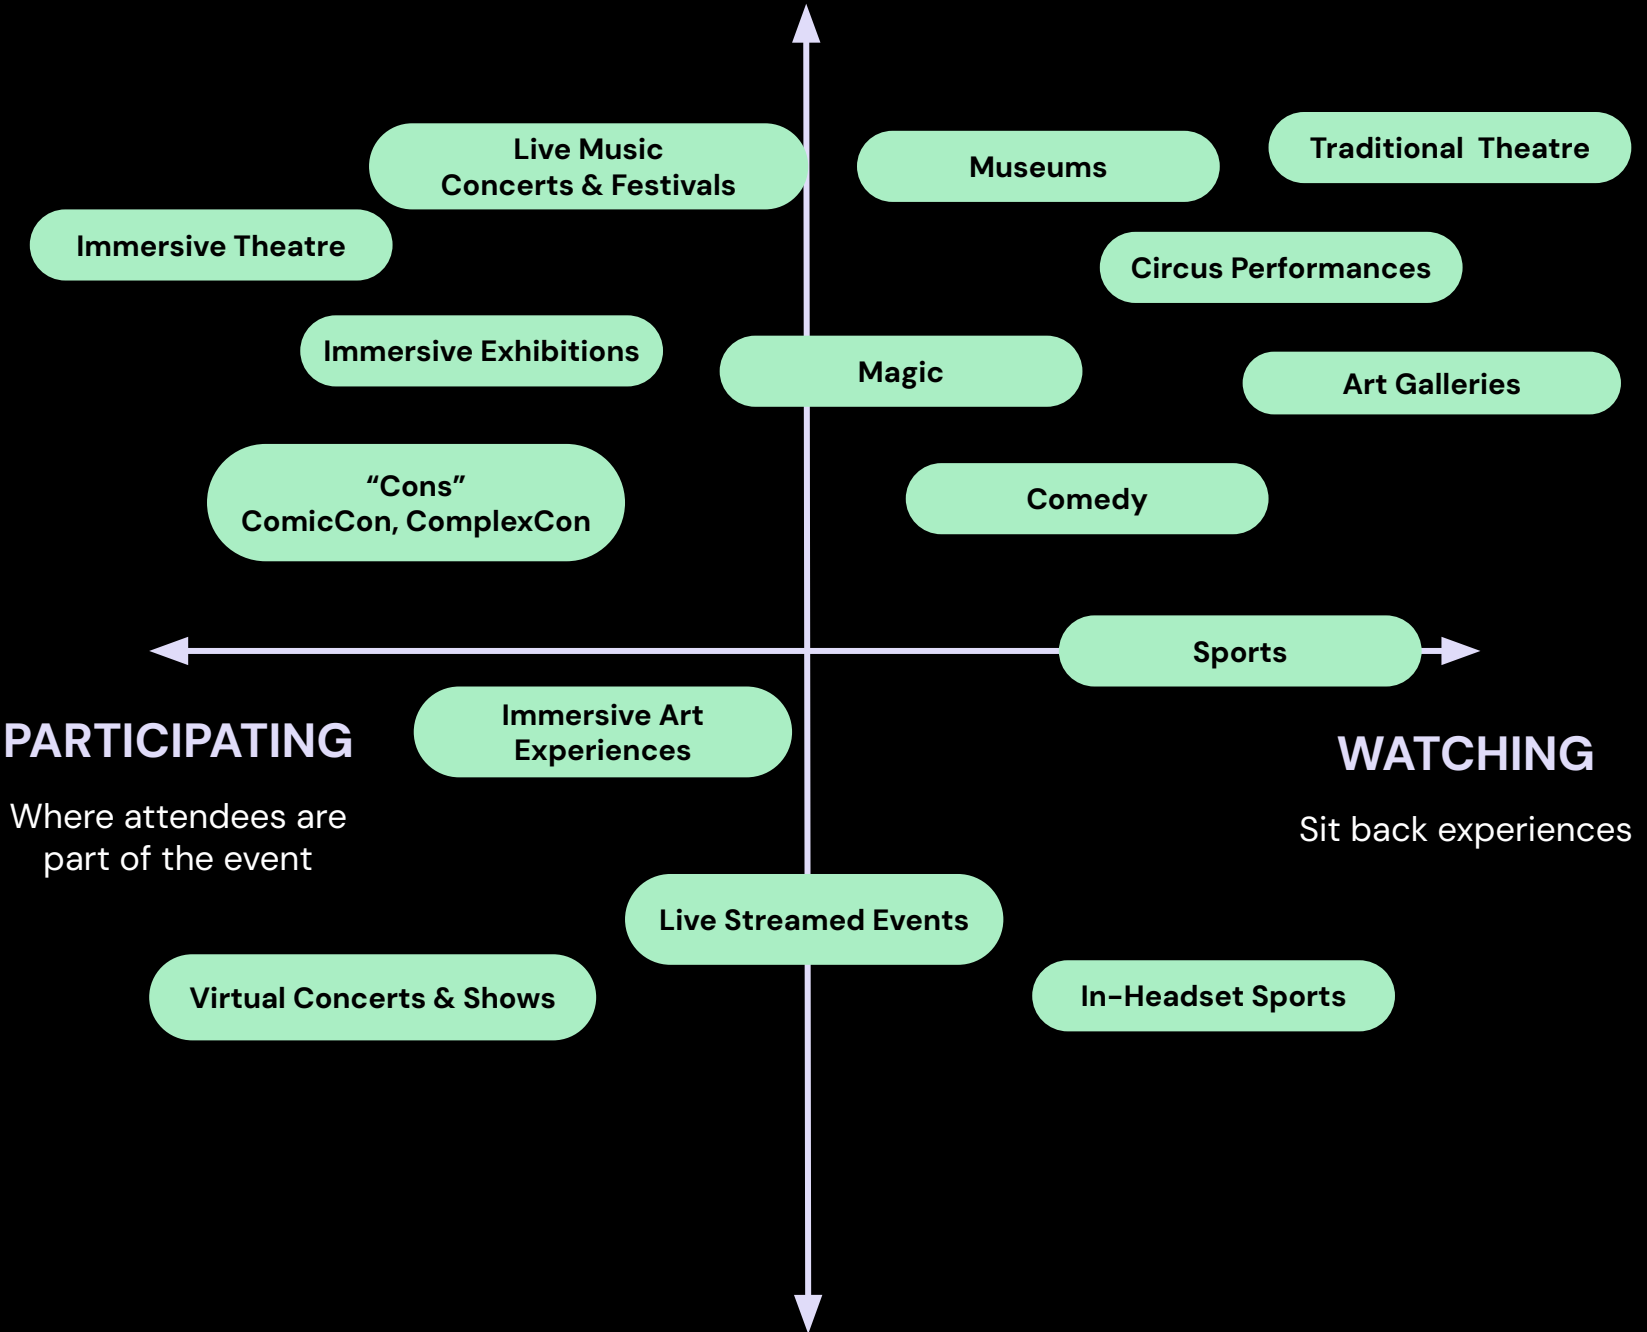 Live Music
Concerts & Festivals
Museums
Traditional Theatre
Immersive Theatre
Circus Performances
Immersive Exhibitions
Magic
Art Galleries
“Cons”
ComicCon, ComplexCon
Comedy
Sports
Immersive Art
Experiences
PARTICIPATING
Where attendees are
part of the event
WATCHING
Sit back experiences
Live Streamed Events
Virtual Concerts & Shows
In-Headset Sports